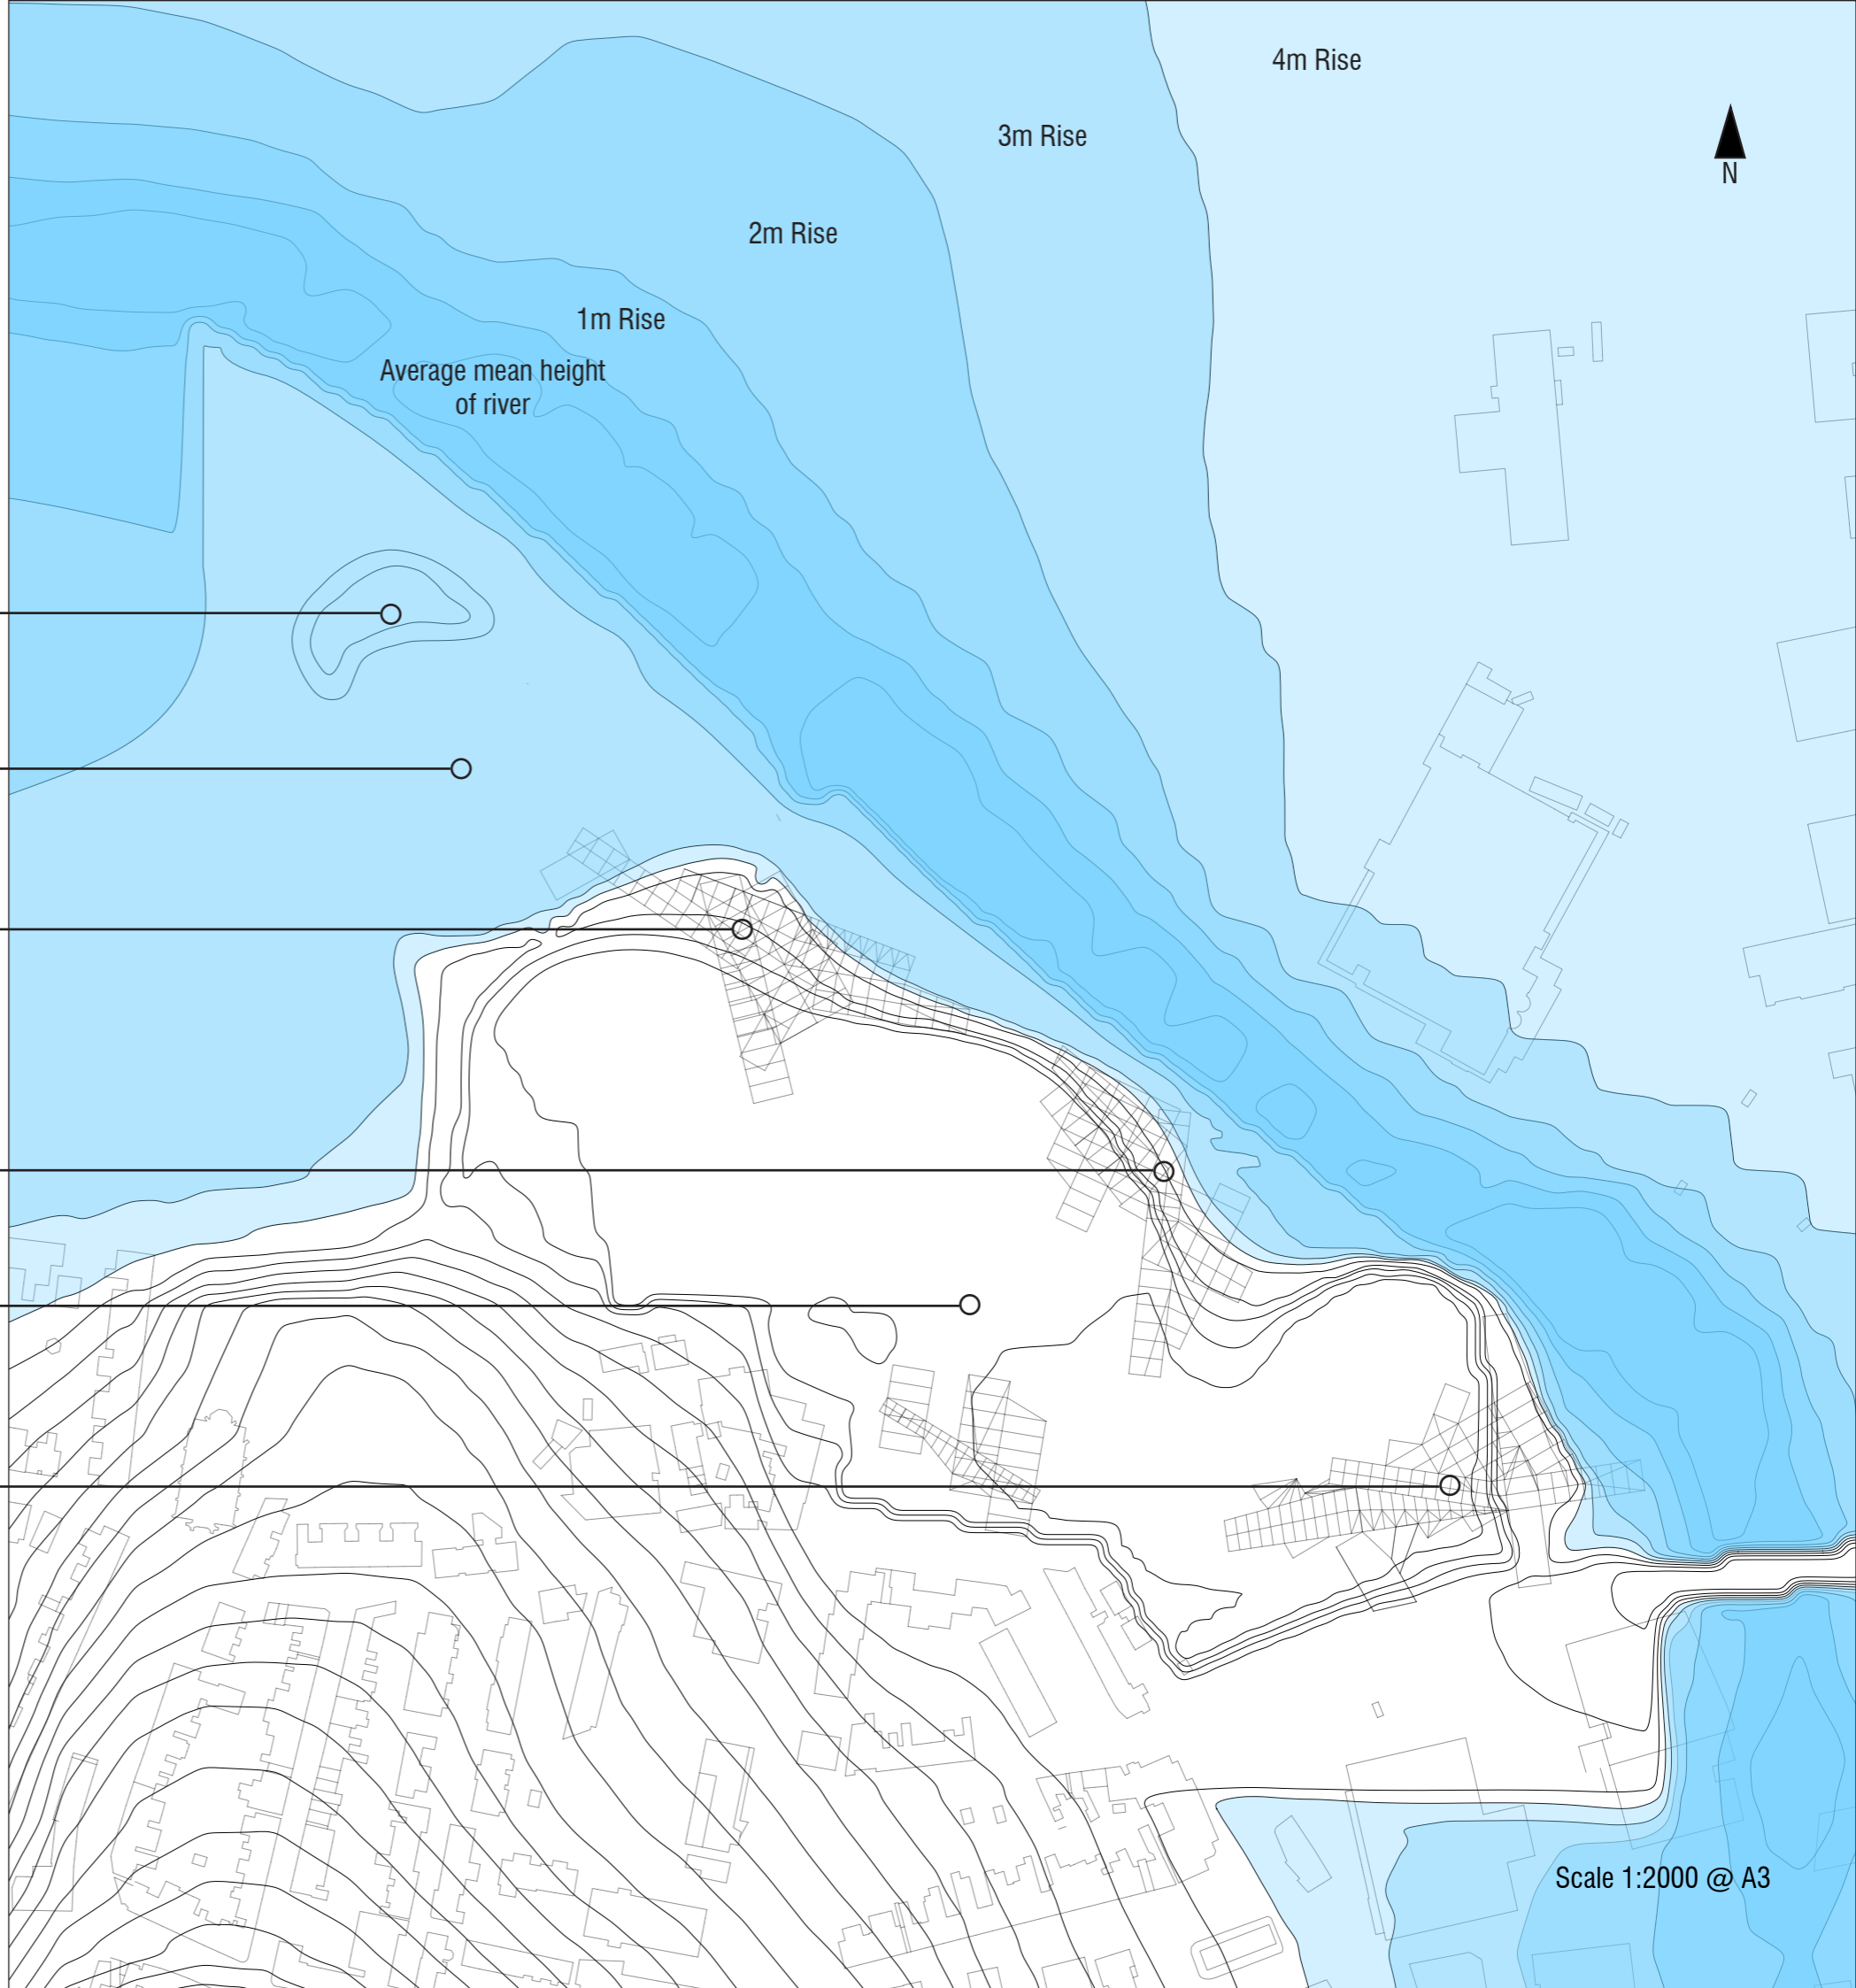 4m Rise
3m Rise
N
2m Rise
1m Rise
Average mean height
of river
Scale 1:2000 @ A3